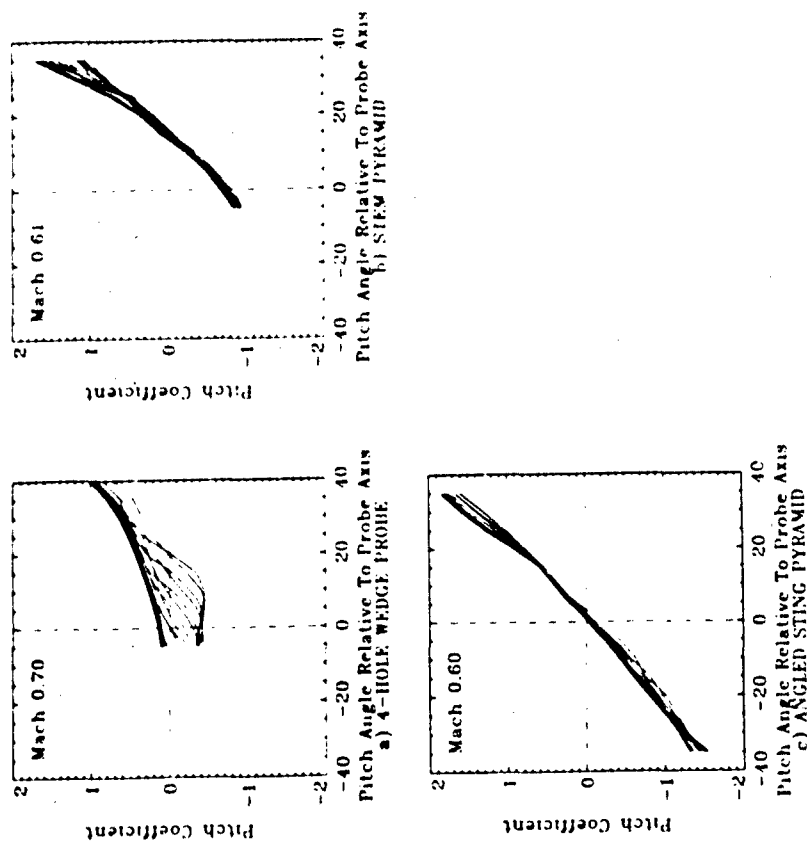 Mach 0.70
Pitch Coefficient
2
1
0
-1
-2
-40 -20 0 20 40
Pitch Angle Relative To Probe Axis
a) 4-HOLE WEDGE PROBE
Mach 0.61
Pitch Coefficient
2
1
0
-1
-2
-40 -20 0 20 40
Pitch Angle Relative To Probe Axis
b) STEM PYRAMID
Mach 0.60
Pitch Coefficient
2
1
0
-1
-2
-40 -20 0 20 40
Pitch Angle Relative To Probe Axis
c) ANGLED STING PYRAMID